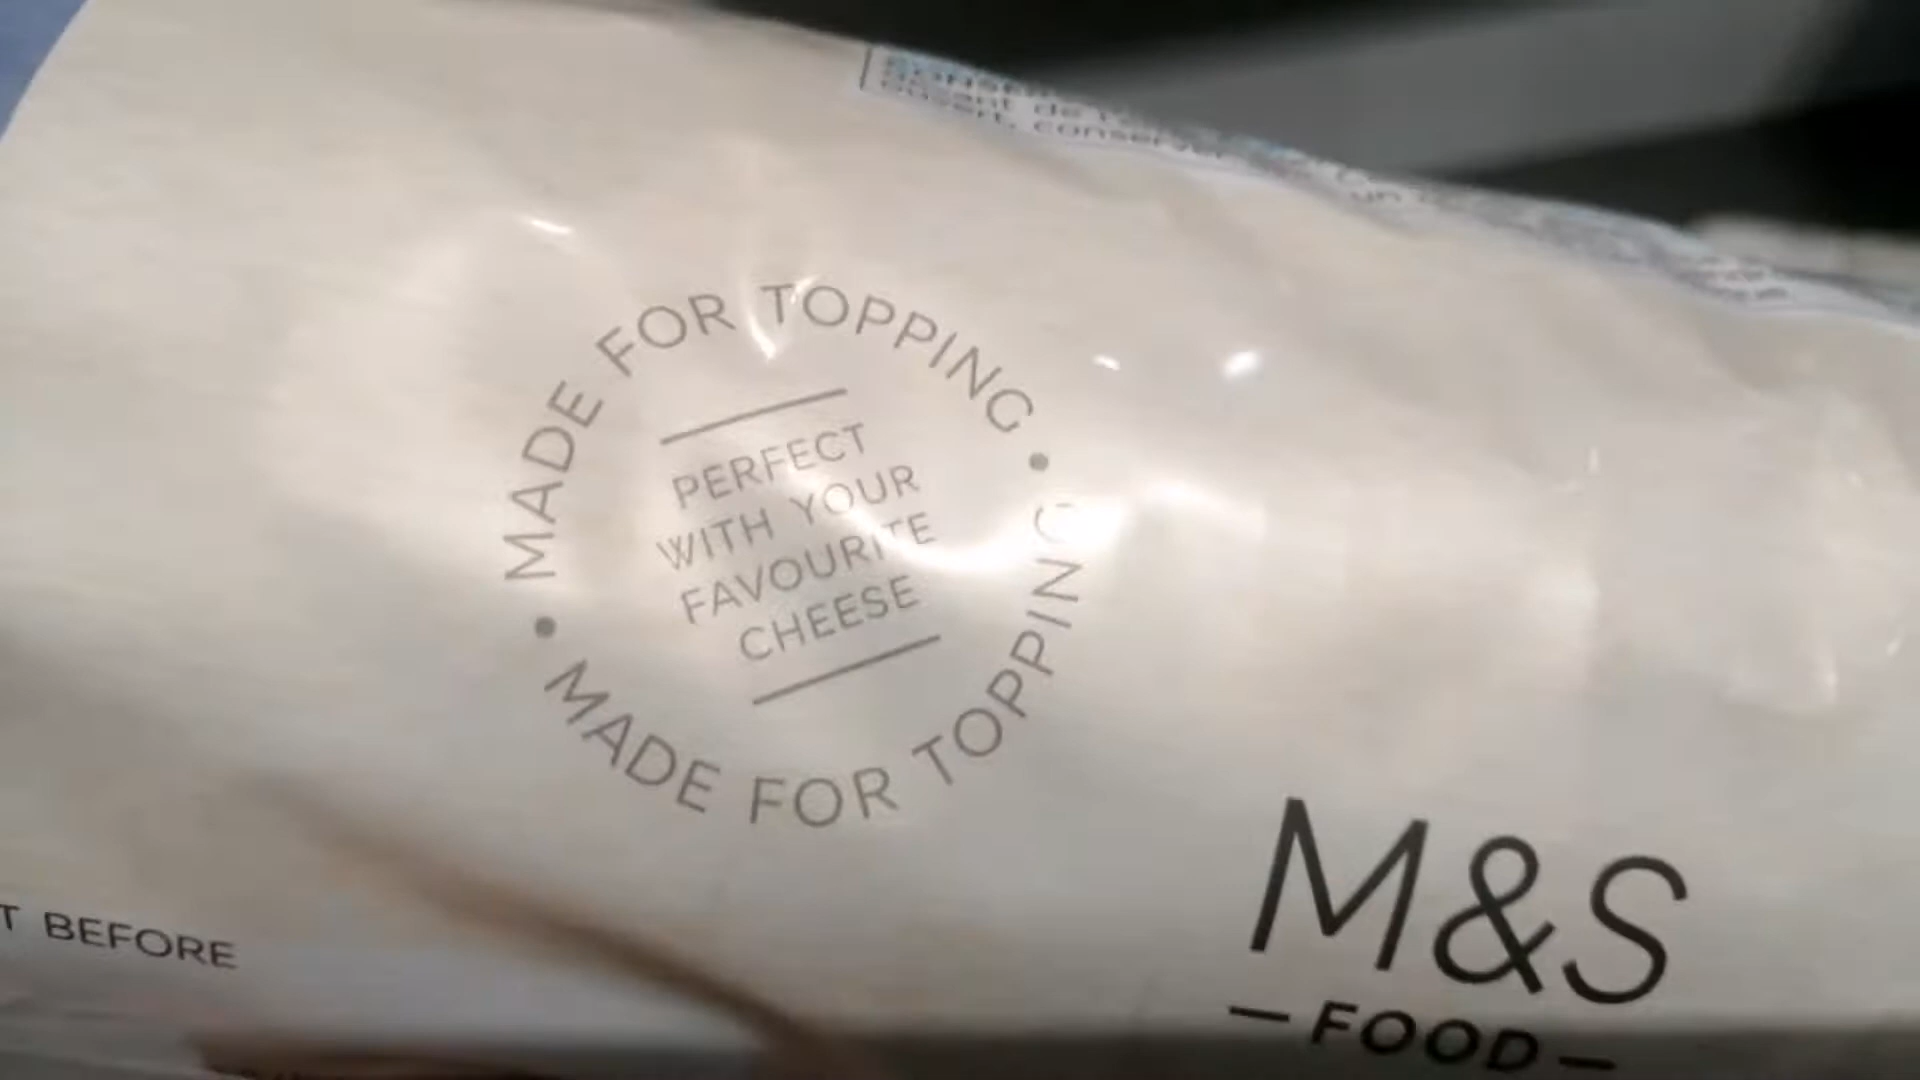 MADE FOR TOPPING
PERFECT
WITH YOUR
FAVOURITE
CHEESE
MADE FOR TOPPING
BEFORE
M&S
FOOD